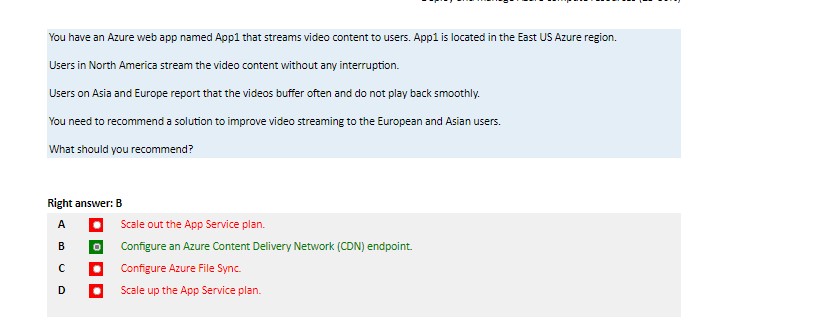 You have an Azure web app named App1 that streams video content to users. App1 is located in the East US Azure region.
Users in North America stream the video content without any interruption.
Users on Asia and Europe report that the videos buffer often and do not play back smoothly.
You need to recommend a solution to improve video streaming to the European and Asian users.
What should you recommend?
Right answer: B
A Scale out the App Service plan.
B Configure an Azure Content Delivery Network (CDN) endpoint.
C Configure Azure File Sync.
D Scale up the App Service plan.